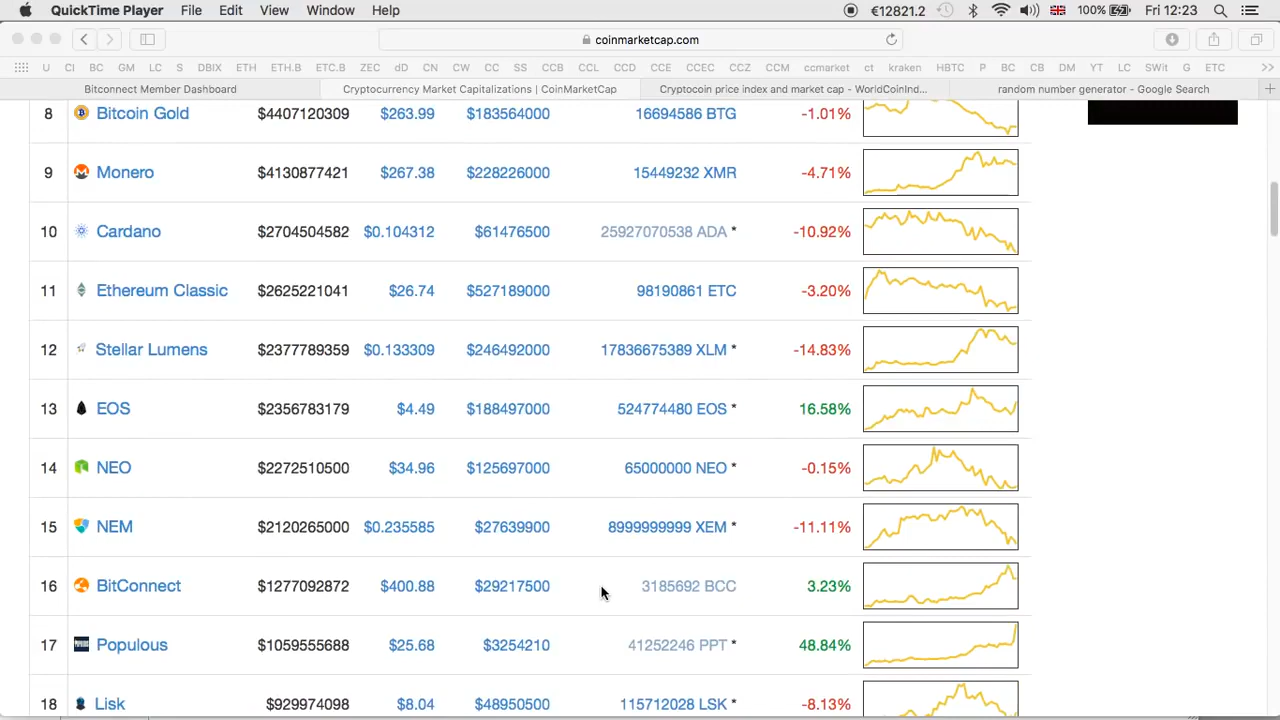 QuickTime Player File Edit View Window Help €12821.2 100% Fri 12:23
coinmarketcap.com
U CI BC GM LC S DBIX ETH ETH.B ETC.B ZEC dD CN CW CC SS CCB CCL CCD CCE CCEC CCZ CCM ccmarket ct kraken HBTC P BC CB DM YT LC SWit G ETC
Bitconnect Member Dashboard Cryptocurrency Market Capitalizations | CoinMarketCap Cryptocoin price index and market cap - WorldCoinInd... random number generator - Google Search
8 Bitcoin Gold $4407120309 $263.99 $183564000 16694586 BTG -1.01%
9 Monero $4130877421 $267.38 $228226000 15449232 XMR -4.71%
10 Cardano $2704504582 $0.104312 $61476500 25927070538 ADA * -10.92%
11 Ethereum Classic $2625221041 $26.74 $527189000 98190861 ETC -3.20%
12 Stellar Lumens $2377789359 $0.133309 $246492000 17836675389 XLM * -14.83%
13 EOS $2356783179 $4.49 $188497000 524774480 EOS * 16.58%
14 NEO $2272510500 $34.96 $125697000 65000000 NEO * -0.15%
15 NEM $2120265000 $0.235585 $27639900 8999999999 XEM * -11.11%
16 BitConnect $1277092872 $400.88 $29217500 3185692 BCC 3.23%
17 Populous $1059555688 $25.68 $3254210 41252246 PPT * 48.84%
18 Lisk $929974098 $8.04 $48950500 115712028 LSK * -8.13%